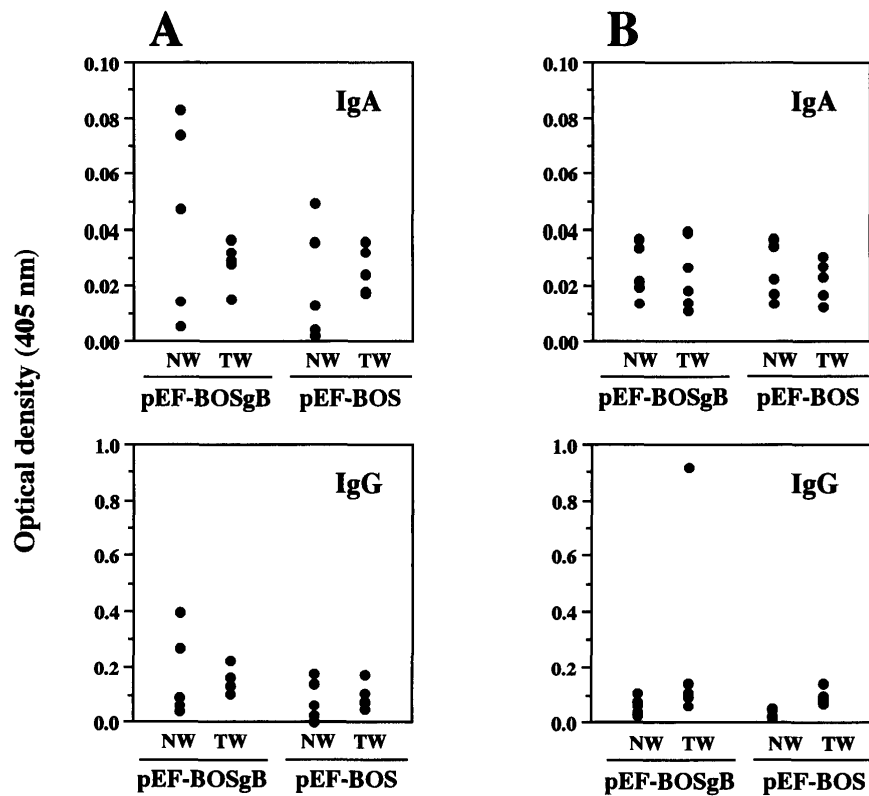 A
B
Optical density (405 nm)
0.10
0.08
0.06
0.04
0.02
0.00
IgA
NW TW NW TW
pEF-BOSgB pEF-BOS
0.10
0.08
0.06
0.04
0.02
0.00
IgA
NW TW NW TW
pEF-BOSgB pEF-BOS
1.0
0.8
0.6
0.4
0.2
0.0
IgG
NW TW NW TW
pEF-BOSgB pEF-BOS
1.0
0.8
0.6
0.4
0.2
0.0
IgG
NW TW NW TW
pEF-BOSgB pEF-BOS